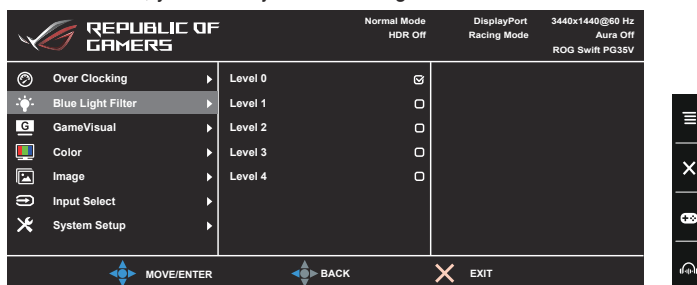 REPUBLIC OF
GAMERS
Normal Mode
HDR Off
DisplayPort
Racing Mode
3440x1440@60 Hz
Aura Off
ROG Swift PG35V
Over Clocking
Blue Light Filter
G GameVisual
Color
Image
Input Select
System Setup
Level 0
Level 1
Level 2
Level 3
Level 4
MOVE/ENTER
BACK
EXIT